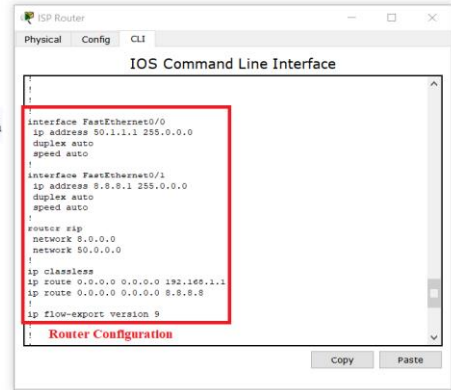 ISP Router
Physical Config CLI
IOS Command Line Interface
!
!
!
!
interface FastEthernet0/0
ip address 50.1.1.1 255.0.0.0
duplex auto
speed auto
!
interface FastEthernet0/1
ip address 8.8.8.1 255.0.0.0
duplex auto
speed auto
!
router rip
network 8.0.0.0
network 50.0.0.0
!
ip classless
ip route 0.0.0.0 0.0.0.0 192.168.1.1
ip route 0.0.0.0 0.0.0.0 8.8.8.8
!
ip flow-export version 9
!
! Router Configuration
Copy Paste